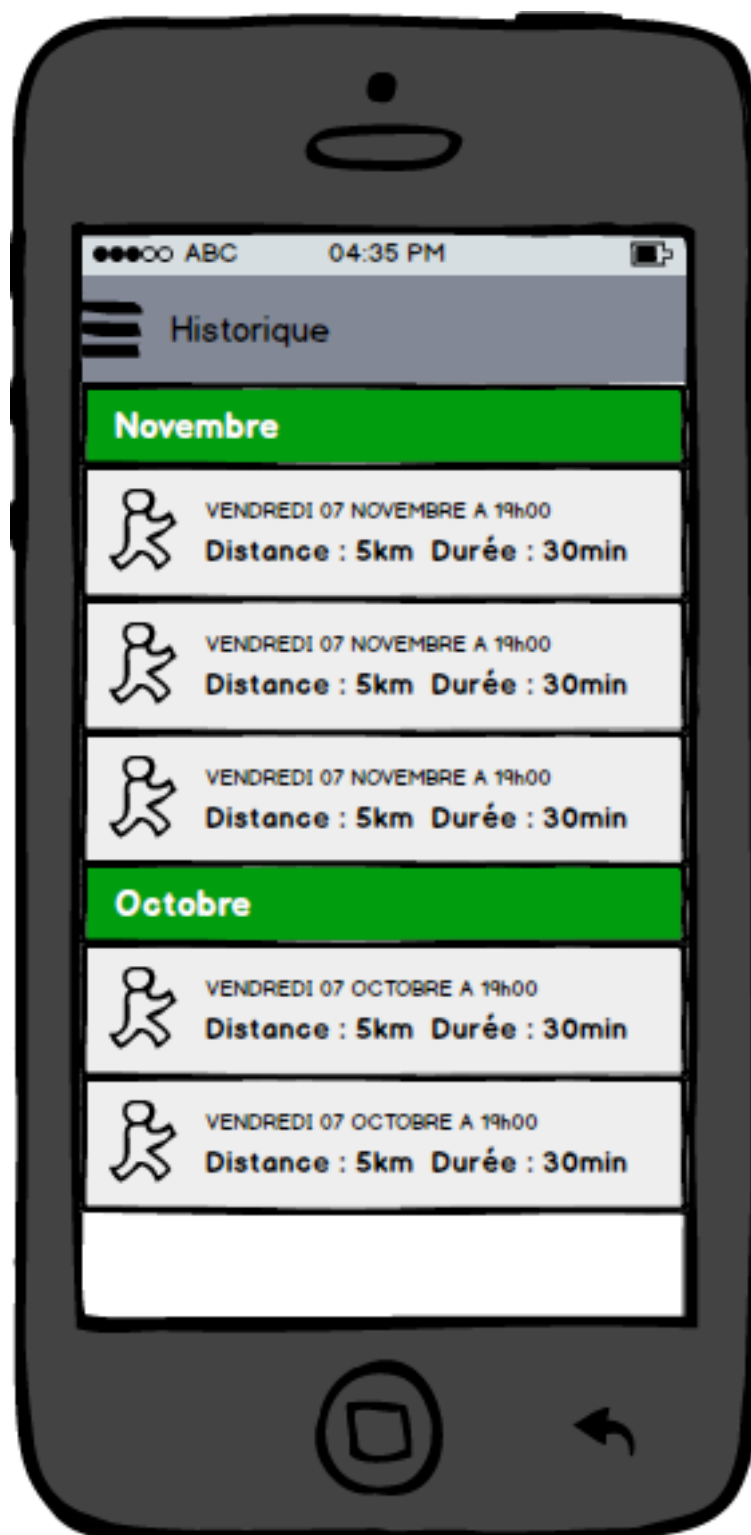 ABC 04:35 PM
Historique
Novembre
VENDREDI 07 NOVEMBRE A 19h00
Distance : 5km Durée : 30min
VENDREDI 07 NOVEMBRE A 19h00
Distance : 5km Durée : 30min
VENDREDI 07 NOVEMBRE A 19h00
Distance : 5km Durée : 30min
Octobre
VENDREDI 07 OCTOBRE A 19h00
Distance : 5km Durée : 30min
VENDREDI 07 OCTOBRE A 19h00
Distance : 5km Durée : 30min